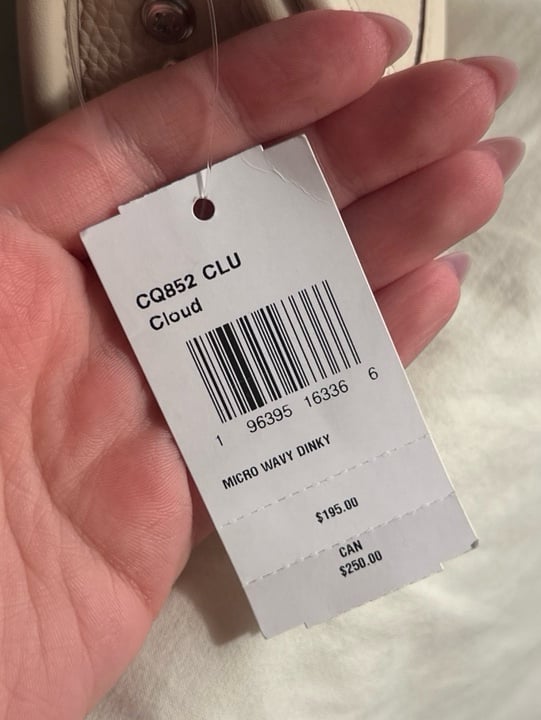 CQ852 CLU
Cloud
1 96395 16336 6
MICRO WAVY DINKY
$195.00
CAN
$250.00